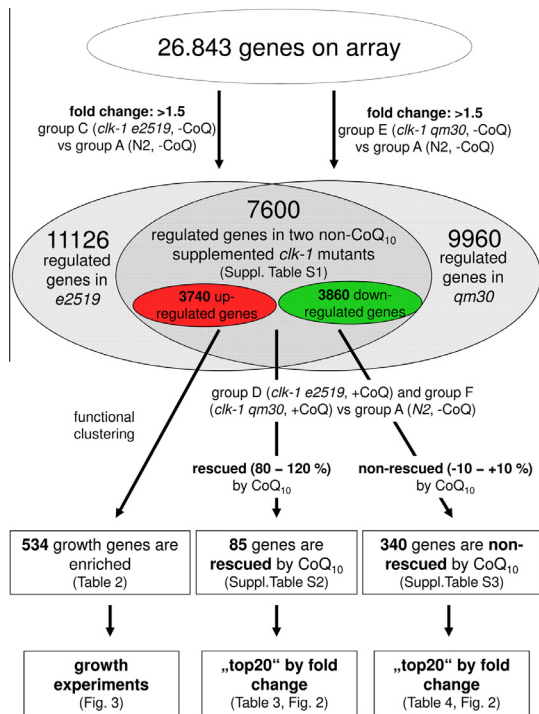 26.843 genes on array
fold change: >1.5
group C (clk-1 e2519, -CoQ)
vs group A (N2, -CoQ)
fold change: >1.5
group E (clk-1 qm30, -CoQ)
vs group A (N2, -CoQ)
11126
regulated
genes in
e2519
7600
regulated genes in two non-CoQ10
supplemented clk-1 mutants
(Suppl. Table S1)
9960
regulated
genes in
qm30
3740 up-
regulated genes
3860 down-
regulated genes
functional
clustering
group D (clk-1 e2519, +CoQ) and group F
(clk-1 qm30, +CoQ) vs group A (N2, -CoQ)
rescued (80 – 120 %)
by CoQ10
non-rescued (-10 – +10 %)
by CoQ10
534 growth genes are
enriched
(Table 2)
85 genes are
rescued by CoQ10
(Suppl.Table S2)
340 genes are non-
rescued by CoQ10
(Suppl.Table S3)
growth
experiments
(Fig. 3)
„top20“ by fold
change
(Table 3, Fig. 2)
„top20“ by fold
change
(Table 4, Fig. 2)